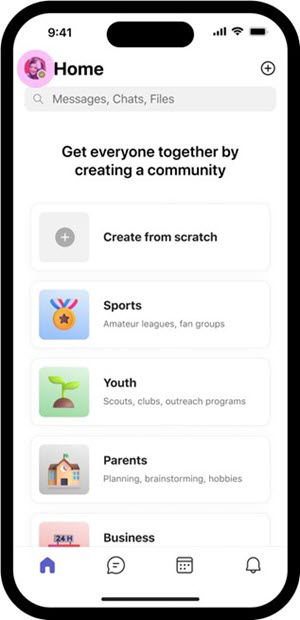 9:41
Home
Messages, Chats, Files
Get everyone together by
creating a community
Create from scratch
Sports
Amateur leagues, fan groups
Youth
Scouts, clubs, outreach programs
Parents
Planning, brainstorming, hobbies
24 H
Business